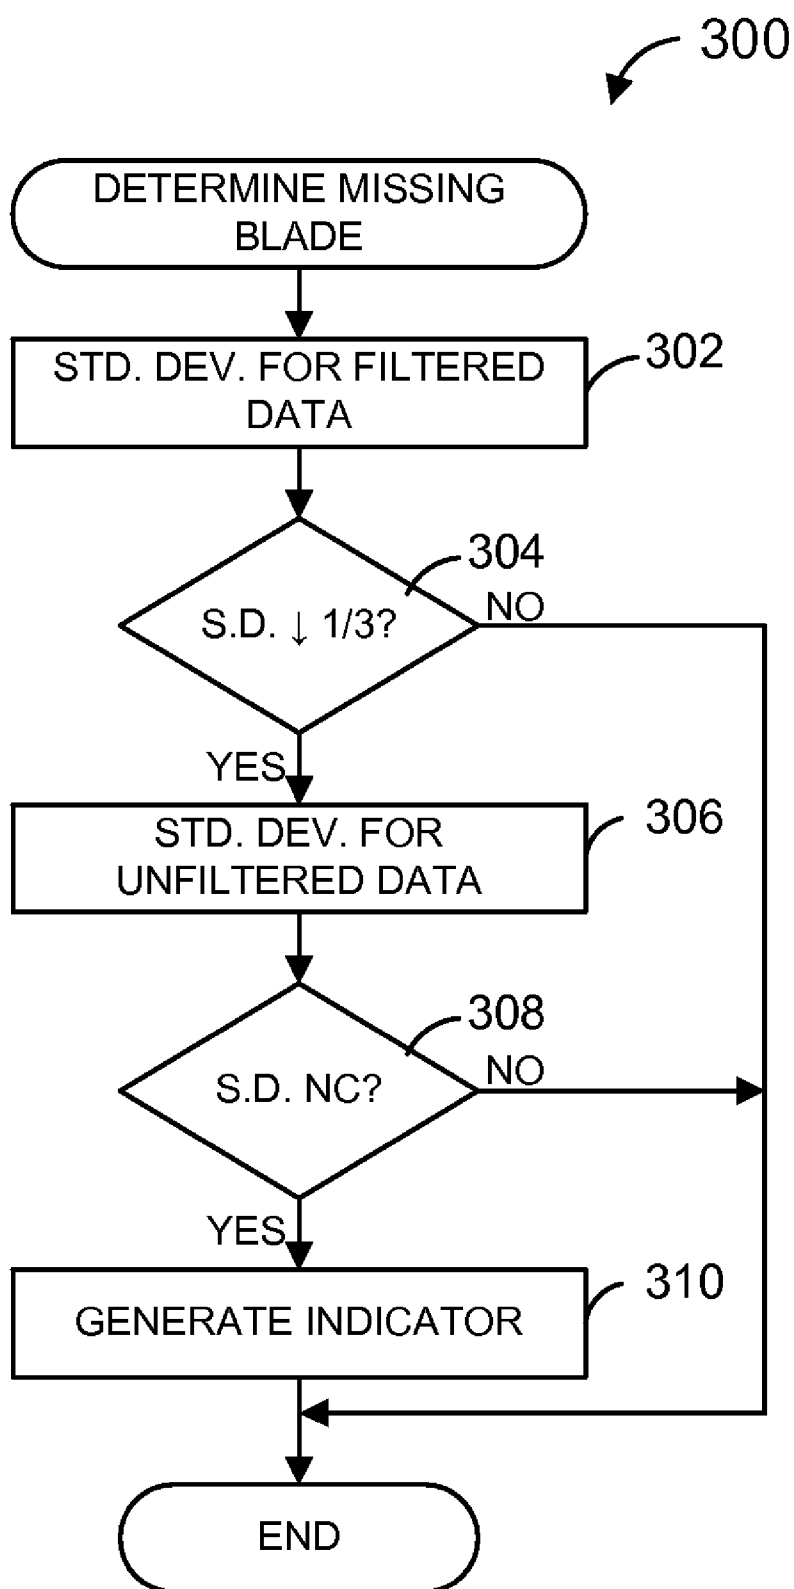 300
DETERMINE MISSING
BLADE
STD. DEV. FOR FILTERED
DATA
302
304
S.D. ↓ 1/3?
NO
YES
STD. DEV. FOR
UNFILTERED DATA
306
308
S.D. NC?
NO
YES
GENERATE INDICATOR
310
END